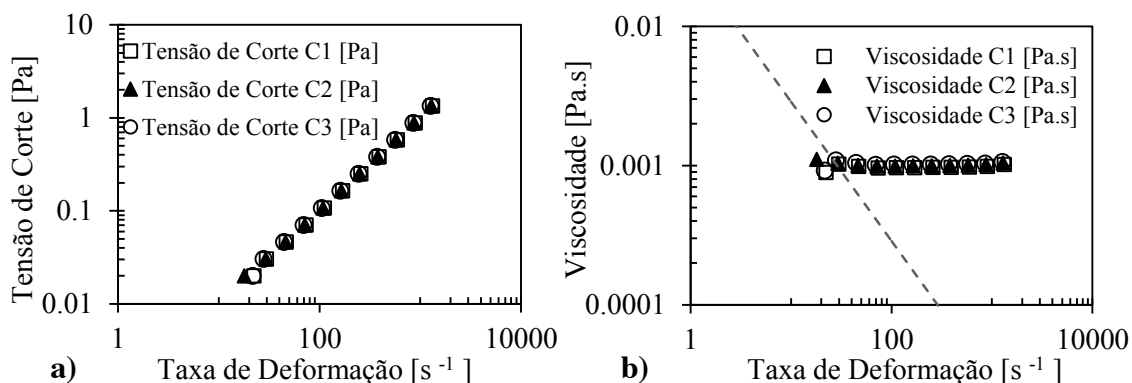 10
1
0.1
0.01
Tensão de Corte [Pa]
Tensão de Corte C1 [Pa]
Tensão de Corte C2 [Pa]
Tensão de Corte C3 [Pa]
1
100
10000
a)
Taxa de Deformação [s -1 ]
0.01
0.001
0.0001
Viscosidade [Pa.s]
Viscosidade C1 [Pa.s]
Viscosidade C2 [Pa.s]
Viscosidade C3 [Pa.s]
1
100
10000
b)
Taxa de Deformação [s -1 ]